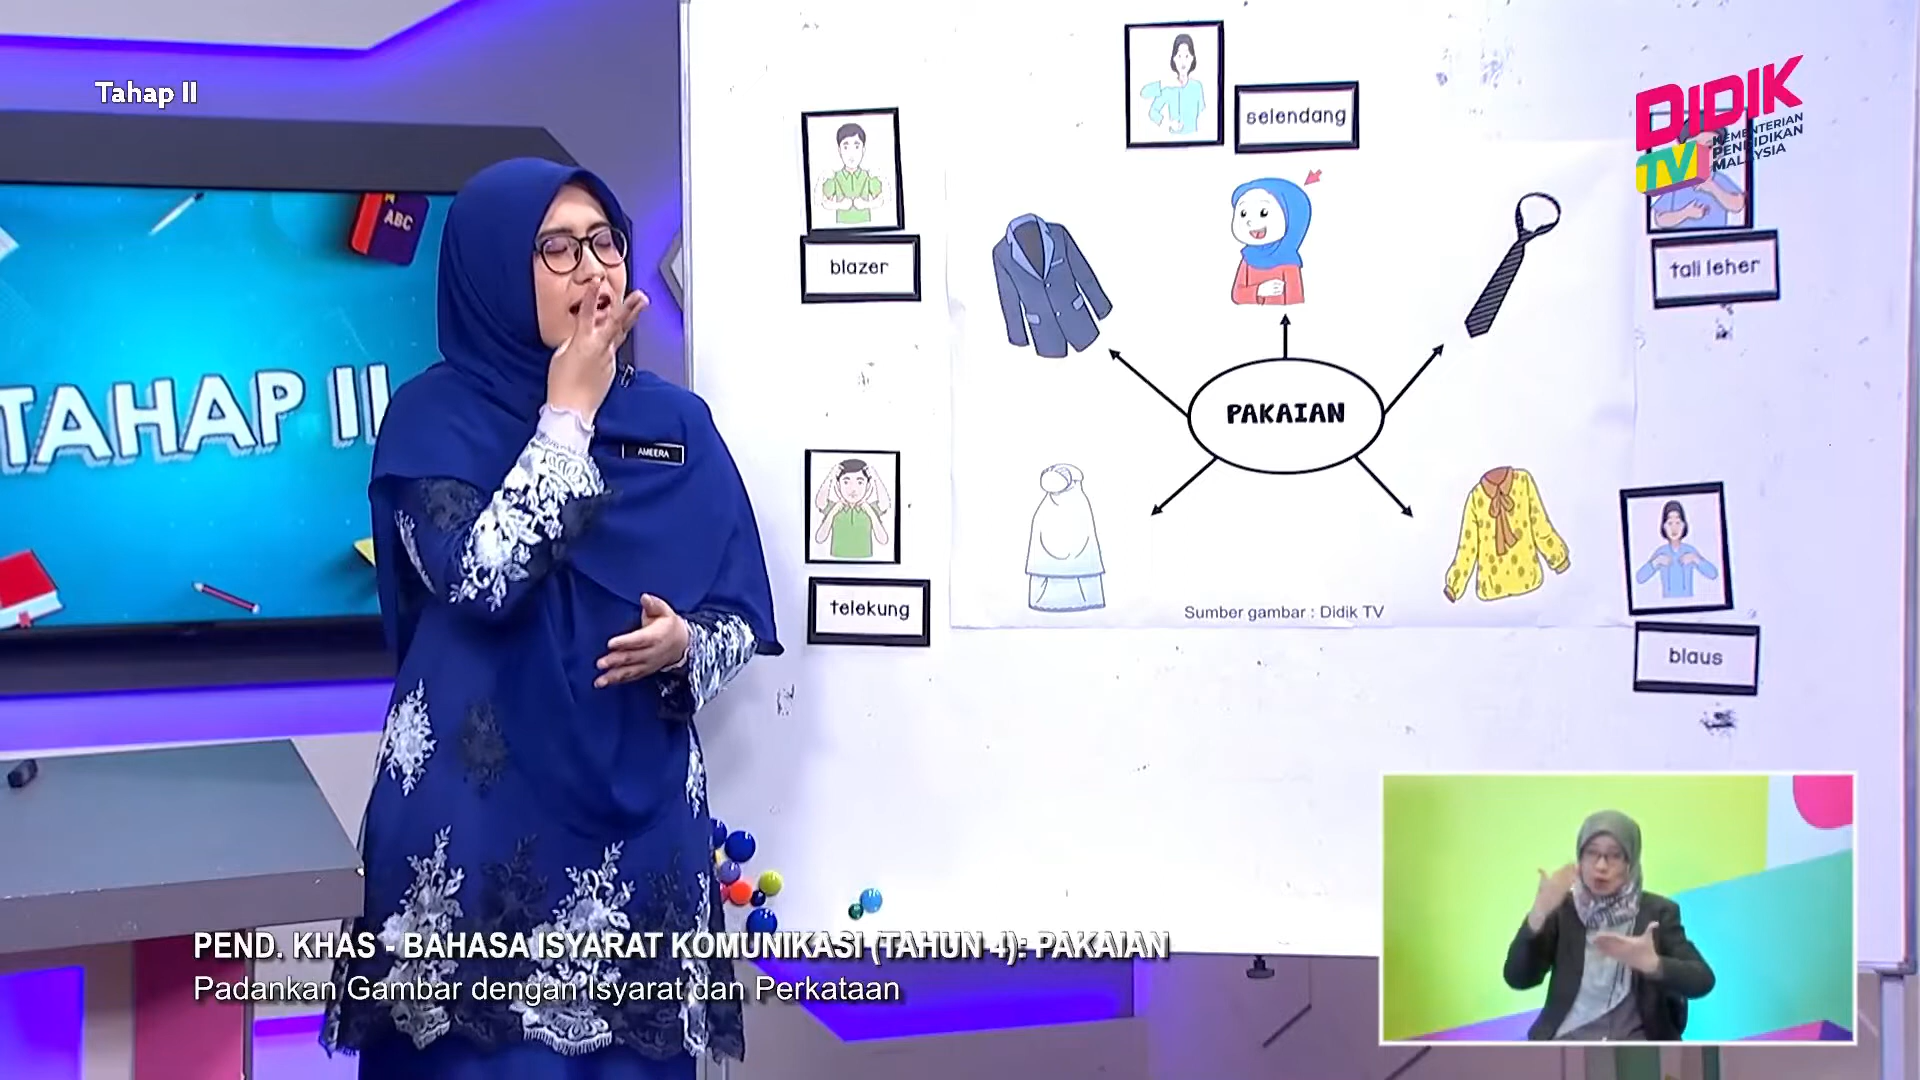 Tahap II
ABC
TAHAP II
AMEERA
blazer
telekung
selendang
PAKAIAN
Sumber gambar : Didik TV
tali leher
blaus
DIDIK
TV
KEMENTERIAN
PENDIDIKAN
MALAYSIA
PEND. KHAS - BAHASA ISYARAT KOMUNIKASI (TAHUN 4): PAKAIAN
Padankan Gambar dengan Isyarat dan Perkataan